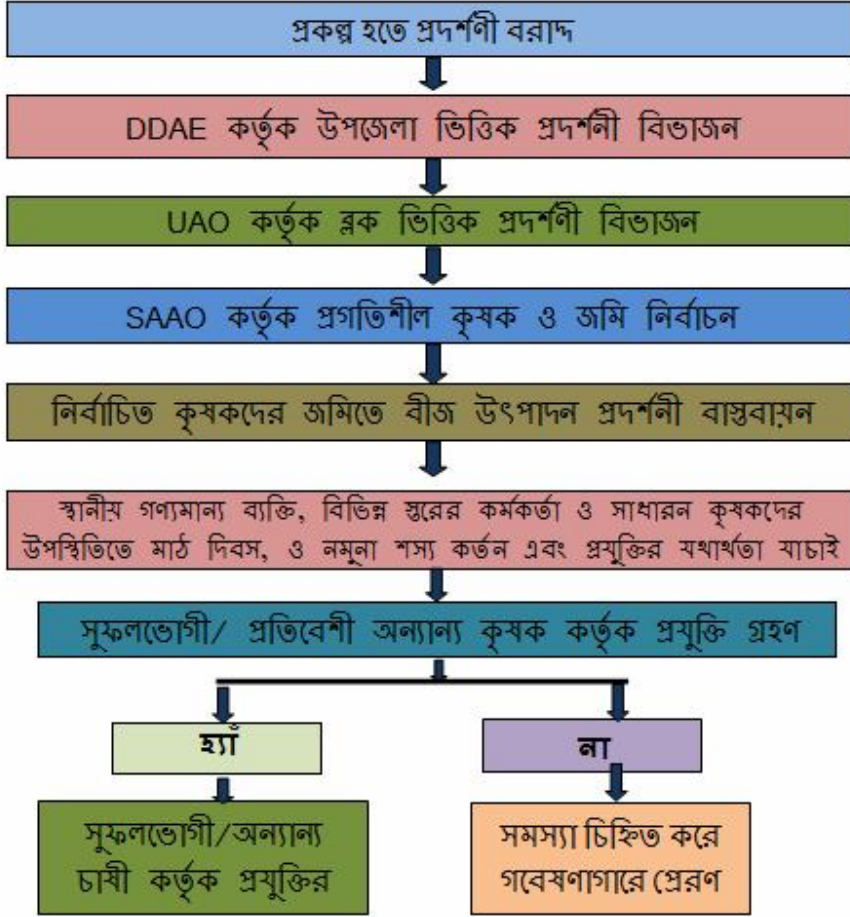 প্রকল্প হতে প্রদর্শণী বরাদ্দ
DDAE কর্তৃক উপজেলা ভিত্তিক প্রদর্শনী বিভাজন
UAO কর্তৃক ব্লক ভিত্তিক প্রদর্শণী বিভাজন
SAAO কর্তৃক প্রগতিশীল কৃষক ও জমি নির্বাচন
নির্বাচিত কৃষকদের জমিতে বীজ উৎপাদন প্রদর্শনী বাস্তবায়ন
স্থানীয় গণ্যমান্য ব্যক্তি, বিভিন্ন স্তরের কর্মকর্তা ও সাধারন কৃষকদের
উপস্থিতিতে মাঠ দিবস, ও নমুনা শস্য কর্তন এবং প্রযুক্তির যথার্থতা যাচাই
সুফলভোগী/ প্রতিবেশী অন্যান্য কৃষক কর্তৃক প্রযুক্তি গ্রহণ
হ্যাঁ
না
সুফলভোগী/অন্যান্য
চাষী কর্তৃক প্রযুক্তির
সমস্যা চিহ্নিত করে
গবেষণাগারে প্রেরণ